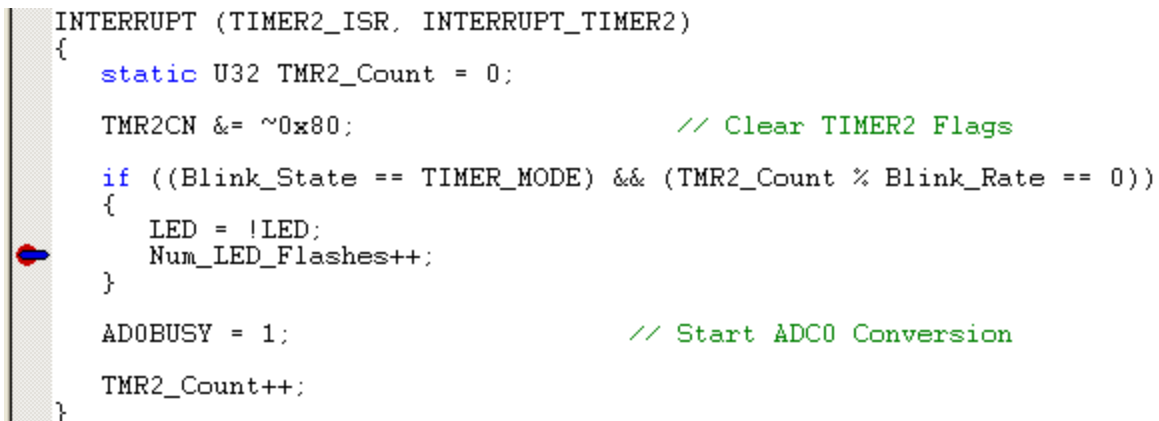 INTERRUPT (TIMER2_ISR, INTERRUPT_TIMER2)
{
static U32 TMR2_Count = 0;
TMR2CN &= ~0x80; // Clear TIMER2 Flags
if ((Blink_State == TIMER_MODE) && (TMR2_Count % Blink_Rate == 0))
{
LED = !LED;
Num_LED_Flashes++;
}
AD0BUSY = 1; // Start ADC0 Conversion
TMR2_Count++;
}